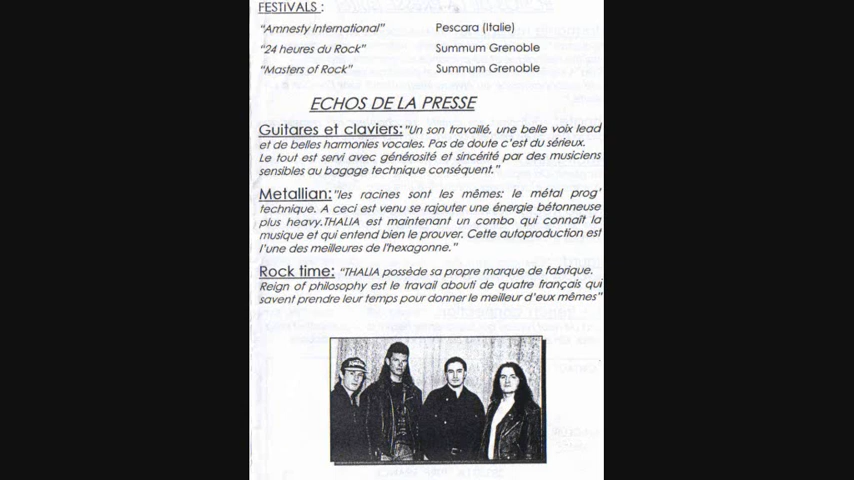 FESTiVALS :
"Amnesty International" Pescara (Italie)
"24 heures du Rock" Summum Grenoble
"Masters of Rock" Summum Grenoble
ECHOS DE LA PRESSE
Guitares et claviers: "Un son travaillé, une belle voix lead
et de belles harmonies vocales. Pas de doute c'est du sérieux.
Le tout est servi avec générosité et sincérité par des musiciens
sensibles au bagage technique conséquent."
Metallian: "les racines sont les mêmes: le métal prog'
technique. A ceci est venu se rajouter une énergie bétonneuse
plus heavy.THALIA est maintenant un combo qui connaît la
musique et qui entend bien le prouver. Cette autoproduction est
l'une des meilleures de l'hexagonne."
Rock time: "THALIA possède sa propre marque de fabrique.
Reign of philosophy est le travail abouti de quatre français qui
savent prendre leur temps pour donner le meilleur d'eux mêmes"